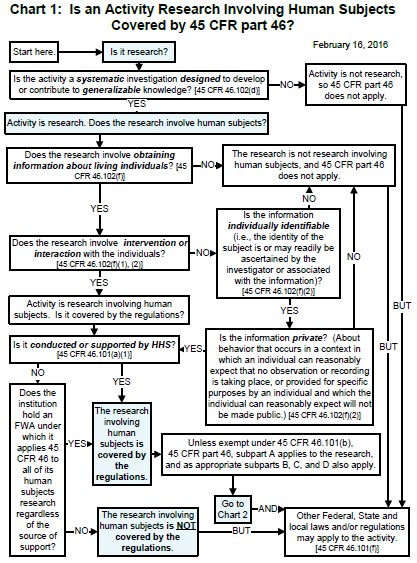 Chart 1: Is an Activity Research Involving Human Subjects
Covered by 45 CFR part 46?
February 16, 2016
Start here.
Is it research?
Is the activity a systematic investigation designed to develop
or contribute to generalizable knowledge? [45 CFR 46.102(d)]
NO
Activity is not research,
so 45 CFR part 46
does not apply.
YES
Activity is research. Does the research involve human subjects?
Does the research involve obtaining
information about living individuals? [45
CFR 46.102(f)]
NO
The research is not research involving
human subjects, and 45 CFR part 46
does not apply.
YES
NO
Is the information
individually identifiable
(i.e., the identity of the
subject is or may readily be
ascertained by the
investigator or associated
with the information)?
[45 CFR 46.102(f)(2)]
NO
Does the research involve intervention or
interaction with the individuals?
[45 CFR 46.102(f)(1), (2)]
NO
YES
YES
BUT
BUT
Activity is research involving human
subjects. Is it covered by the regulations?
Is it conducted or supported by HHS?
[45 CFR 46.101(a)(1)]
YES
Is the information private? (About
behavior that occurs in a context in
which an individual can reasonably
expect that no observation or recording
is taking place, or provided for specific
purposes by an individual and which the
individual can reasonably expect will not
be made public.) [45 CFR 46.102(f)(2)]
NO
YES
Does the
institution
hold an
FWA under
which it
applies 45
CFR 46 to
all of its
human
subjects
research
regardless
of the
source of
support?
YES
The research
involving
human
subjects is
covered by
the
regulations.
Unless exempt under 45 CFR 46.101(b),
45 CFR part 46, subpart A applies to the research,
and as appropriate subparts B, C, and D also apply.
Go to
Chart 2
AND
NO
The research involving
human subjects is NOT
covered by the
regulations.
BUT
Other Federal, State and
local laws and/or regulations
may apply to the activity.
[45 CFR 46.101(f)]